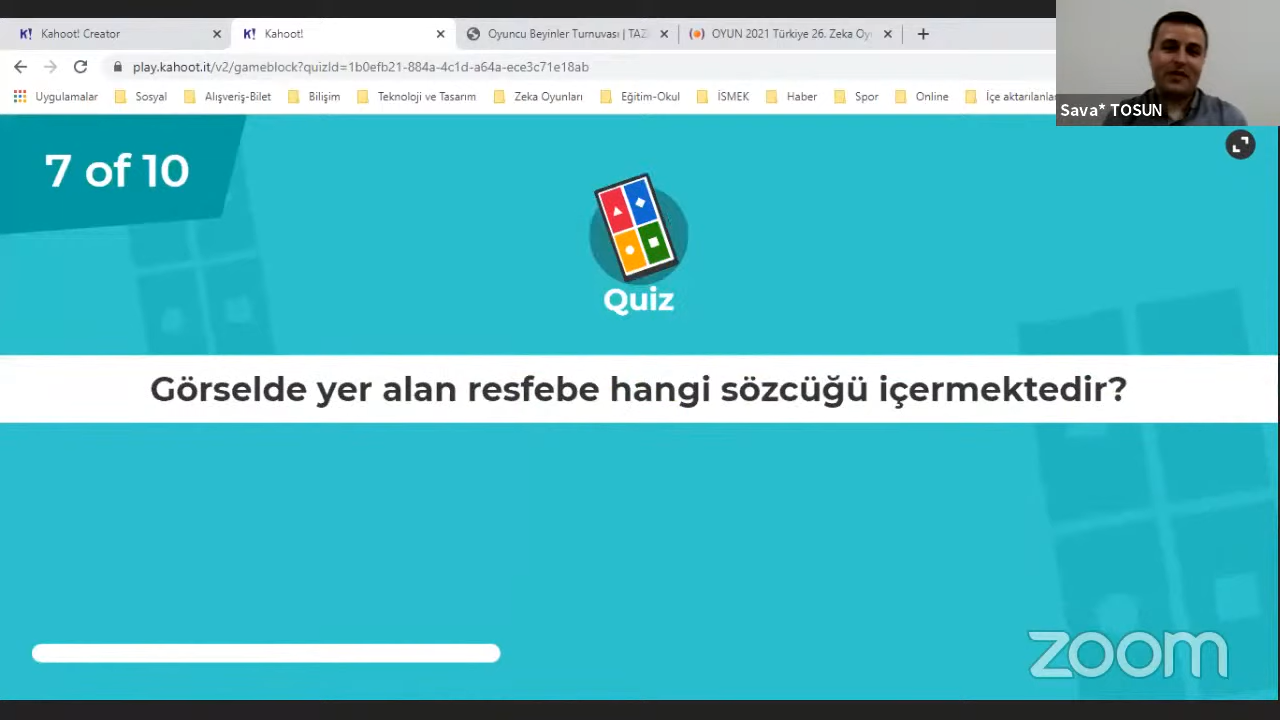 Kahoot! Creator
Kahoot!
Oyuncu Beyinler Turnuvası | TAZ
OYUN 2021 Türkiye 26. Zeka Oy
play.kahoot.it/v2/gameblock?quizId=1b0efb21-884a-4c1d-a64a-ece3c71e18ab
Uygulamalar Sosyal Alışveriş-Bilet Bilişim Teknoloji ve Tasarım Zeka Oyunları Eğitim-Okul İSMEK Haber Spor Online İçe aktarılanla
Sava* TOSUN
7 of 10
Quiz
Görselde yer alan resfebe hangi sözcüğü içermektedir?
zoom